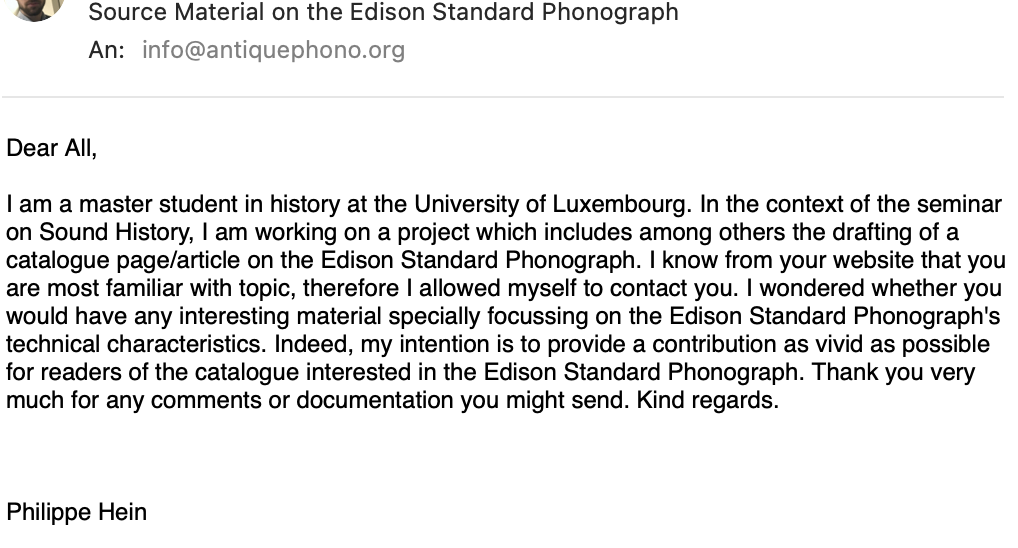 Source Material on the Edison Standard Phonograph
An: info@antiquephono.org
Dear All,
I am a master student in history at the University of Luxembourg. In the context of the seminar
on Sound History, I am working on a project which includes among others the drafting of a
catalogue page/article on the Edison Standard Phonograph. I know from your website that you
are most familiar with topic, therefore I allowed myself to contact you. I wondered whether you
would have any interesting material specially focussing on the Edison Standard Phonograph's
technical characteristics. Indeed, my intention is to provide a contribution as vivid as possible
for readers of the catalogue interested in the Edison Standard Phonograph. Thank you very
much for any comments or documentation you might send. Kind regards.
Philippe Hein